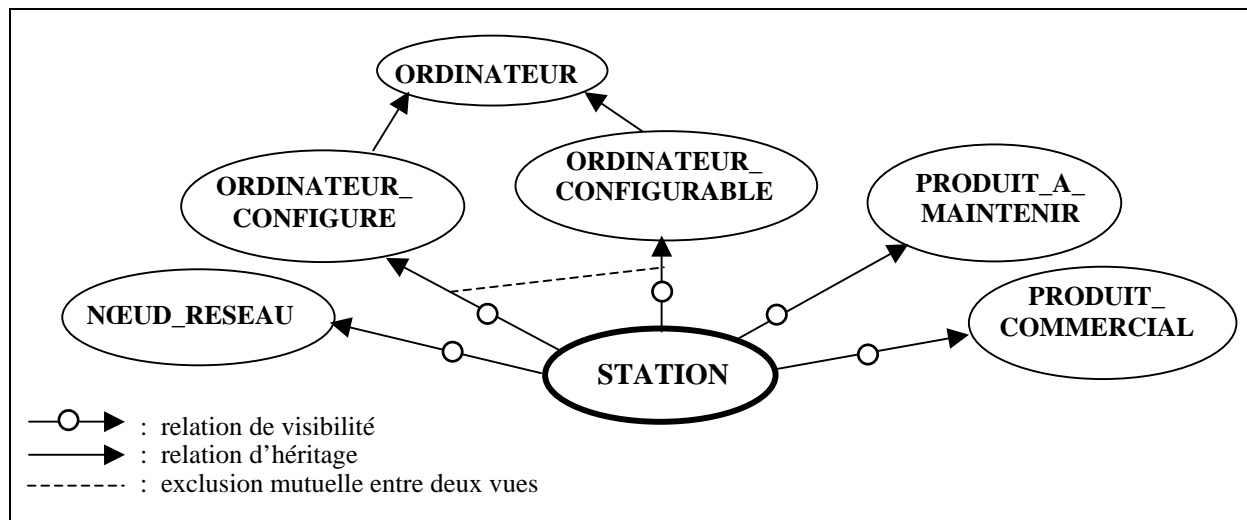 ORDINATEUR
ORDINATEUR_
CONFIGURE
ORDINATEUR_
CONFIGURABLE
PRODUIT_A_
MAINTENIR
NŒUD_RESEAU
PRODUIT_
COMMERCIAL
STATION
: relation de visibilité
: relation d'héritage
: exclusion mutuelle entre deux vues